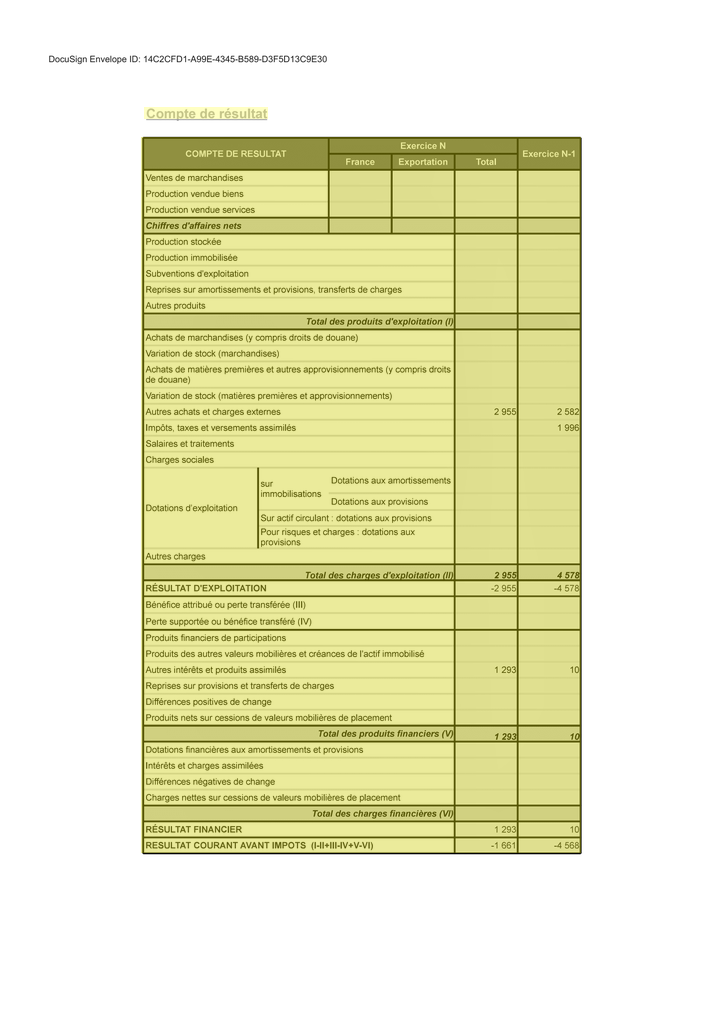 DocuSign Envelope ID: 14C2CFD1-A99E-4345-B589-D3F5D13C9E30
Compte de résultat
COMPTE DE RESULTAT
Exercice N
Exercice N-1
France Exportation Total
Ventes de marchandises
Production vendue biens
Production vendue services
Chiffres d'affaires nets
Production stockée
Production immobilisée
Subventions d'exploitation
Reprises sur amortissements et provisions, transferts de charges
Autres produits
Total des produits d'exploitation (I)
Achats de marchandises (y compris droits de douane)
Variation de stock (marchandises)
Achats de matières premières et autres approvisionnements (y compris droits
de douane)
Variation de stock (matières premières et approvisionnements)
Autres achats et charges externes 2 955 2 582
Impôts, taxes et versements assimilés 1 996
Salaires et traitements
Charges sociales
Dotations d'exploitation
sur
immobilisations
Dotations aux amortissements
Dotations aux provisions
Sur actif circulant : dotations aux provisions
Pour risques et charges : dotations aux
provisions
Autres charges
Total des charges d'exploitation (II) 2 955 4 578
RÉSULTAT D'EXPLOITATION -2 955 -4 578
Bénéfice attribué ou perte transférée (III)
Perte supportée ou bénéfice transféré (IV)
Produits financiers de participations
Produits des autres valeurs mobilières et créances de l'actif immobilisé
Autres intérêts et produits assimilés 1 293 10
Reprises sur provisions et transferts de charges
Différences positives de change
Produits nets sur cessions de valeurs mobilières de placement
Total des produits financiers (V) 1 293 10
Dotations financières aux amortissements et provisions
Intérêts et charges assimilées
Différences négatives de change
Charges nettes sur cessions de valeurs mobilières de placement
Total des charges financières (VI)
RÉSULTAT FINANCIER 1 293 10
RESULTAT COURANT AVANT IMPOTS (I-II+III-IV+V-VI) -1 661 -4 568